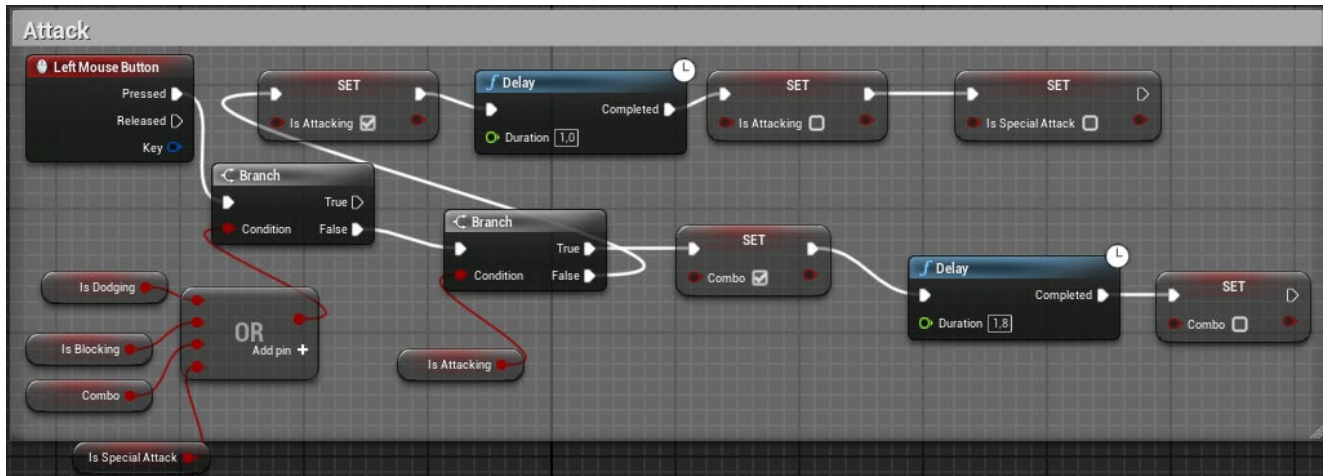 Attack
Left Mouse Button
Pressed
Released
Key
SET
Is Attacking
f Delay
Completed
Duration 1,0
SET
Is Attacking
SET
Is Special Attack
Branch
True
Condition False
Branch
True
Condition False
SET
Combo
f Delay
Completed
Duration 1,8
SET
Combo
Is Dodging
Is Blocking
Combo
Is Special Attack
OR
Add pin +
Is Attacking